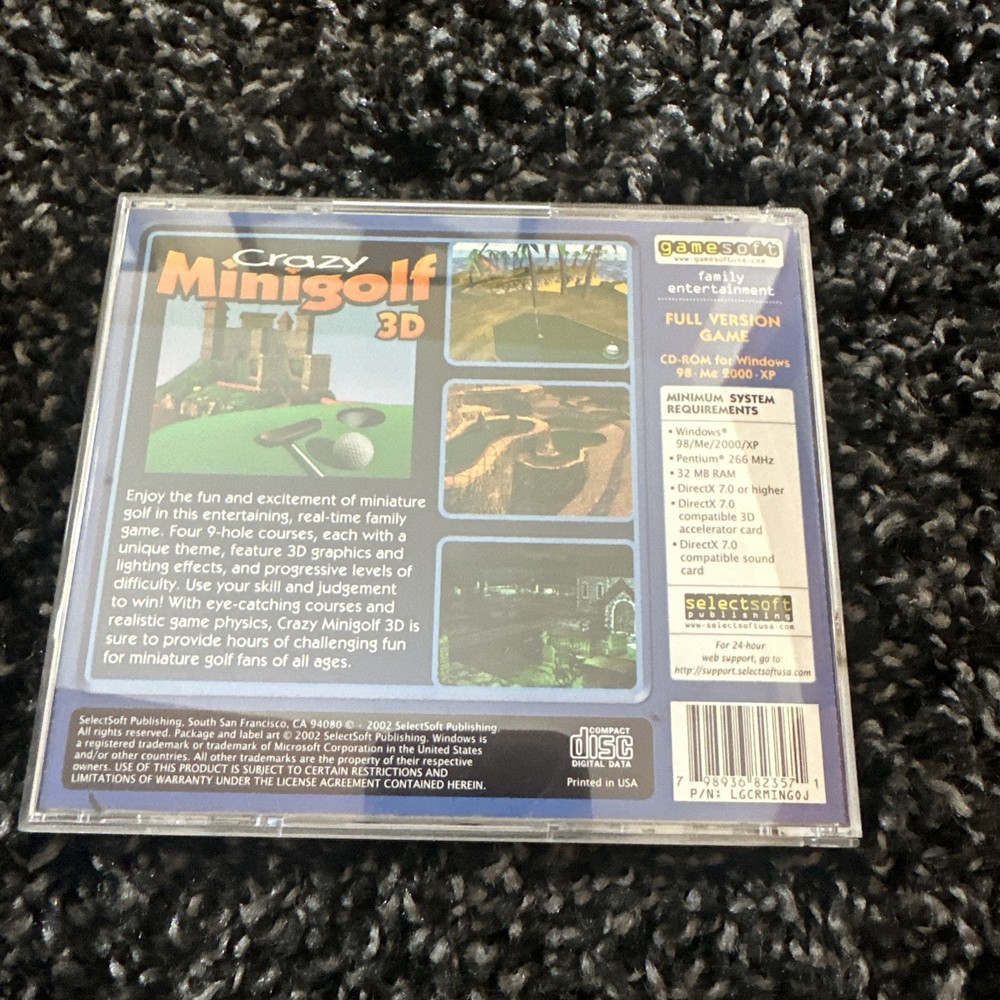 Crazy
Minigolf
3D
Enjoy the fun and excitement of miniature
golf in this entertaining, real-time family
game. Four 9-hole courses, each with a
unique theme, feature 3D graphics and
lighting effects, and progressive levels of
difficulty. Use your skill and judgement
to win! With eye-catching courses and
realistic game physics, Crazy Minigolf 3D is
sure to provide hours of challenging fun
for miniature golf fans of all ages.
gamesoft
www.gamesoftusa.com
family
entertainment
FULL VERSION
GAME
CD-ROM for Windows
98·Me 2000·XP
MINIMUM SYSTEM
REQUIREMENTS
• Windows®
98/Me/2000/XP
• Pentium® 266 MHz
• 32 MB RAM
• DirectX 7.0 or higher
• DirectX 7.0
compatible 3D
accelerator card
• DirectX 7.0
compatible sound
card
selectsoft
publishing
www.selectsoftusa.com
For 24-hour
web support, go to:
http://support.selectsoftusa.com
SelectSoft Publishing, South San Francisco, CA 94080 © - 2002 SelectSoft Publishing.
All rights reserved. Package and label art © 2002 SelectSoft Publishing. Windows is
a registered trademark or trademark of Microsoft Corporation in the United States
and/or other countries. All other trademarks are the property of their respective
owners. USE OF THIS PRODUCT IS SUBJECT TO CERTAIN RESTRICTIONS AND
LIMITATIONS OF WARRANTY UNDER THE LICENSE AGREEMENT CONTAINED HEREIN.
COMPACT
disc
DIGITAL DATA
Printed in USA
7 98936 82357 1
P/N: LGCRMINGOJ